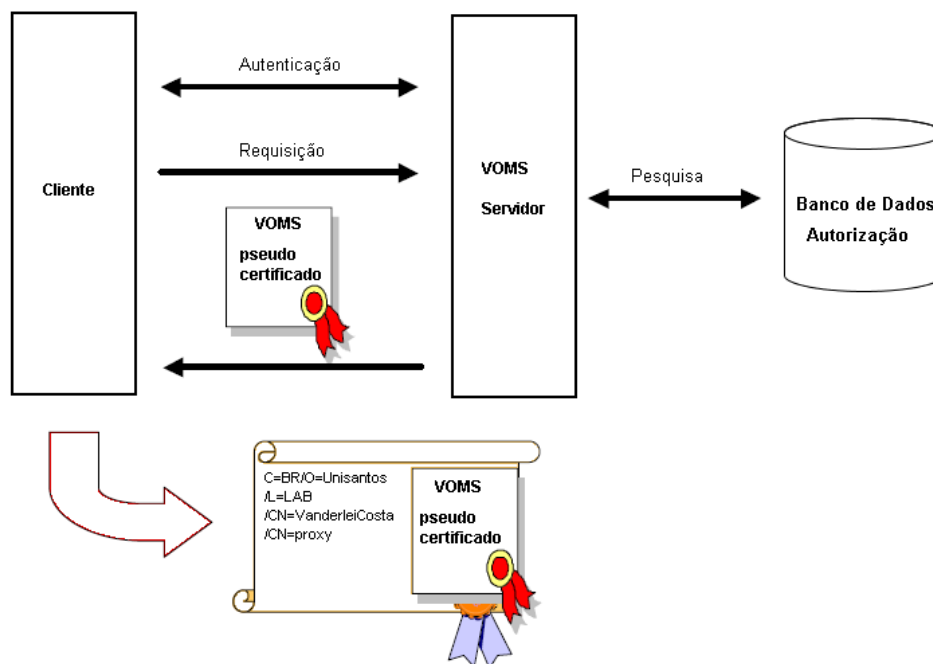 Autenticação
Requisição
Cliente
VOMS
Servidor
Pesquisa
Banco de Dados
Autorização
VOMS
pseudo
certificado
C=BR/O=Unisantos
/L=LAB
/CN=VanderleiCosta
/CN=proxy
VOMS
pseudo
certificado